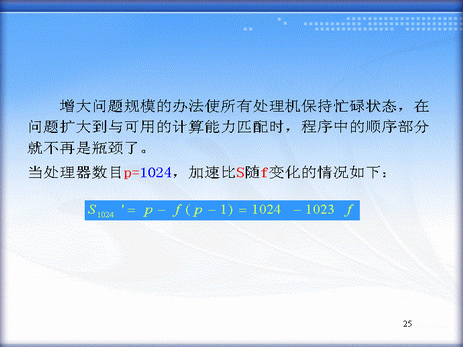 增大问题规模的办法使所有处理机保持忙碌状态，在
问题扩大到与可用的计算能力匹配时，程序中的顺序部分
就不再是瓶颈了。
当处理器数目p=1024，加速比S随f变化的情况如下：
S1024 ' = p − f ( p − 1) = 1024 − 1023 f
25